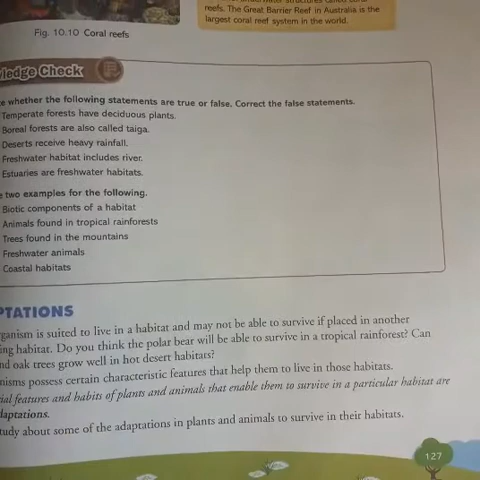 reefs. The Great Barrier Reef in Australia is the
largest coral reef system in the world.
Fig. 10.10 Coral reefs
ledge Check
e whether the following statements are true or false. Correct the false statements.
Temperate forests have deciduous plants.
Boreal forests are also called taiga.
Deserts receive heavy rainfall.
Freshwater habitat includes river.
Estuaries are freshwater habitats.
e two examples for the following.
Biotic components of a habitat
Animals found in tropical rainforests
Trees found in the mountains
Freshwater animals
Coastal habitats
PTATIONS
rganism is suited to live in a habitat and may not be able to survive if placed in another
ing habitat. Do you think the polar bear will be able to survive in a tropical rainforest? Can
nd oak trees grow well in hot desert habitats?
nisms possess certain characteristic features that help them to live in those habitats.
ial features and habits of plants and animals that enable them to survive in a particular habitat are
daptations.
tudy about some of the adaptations in plants and animals to survive in their habitats.
127